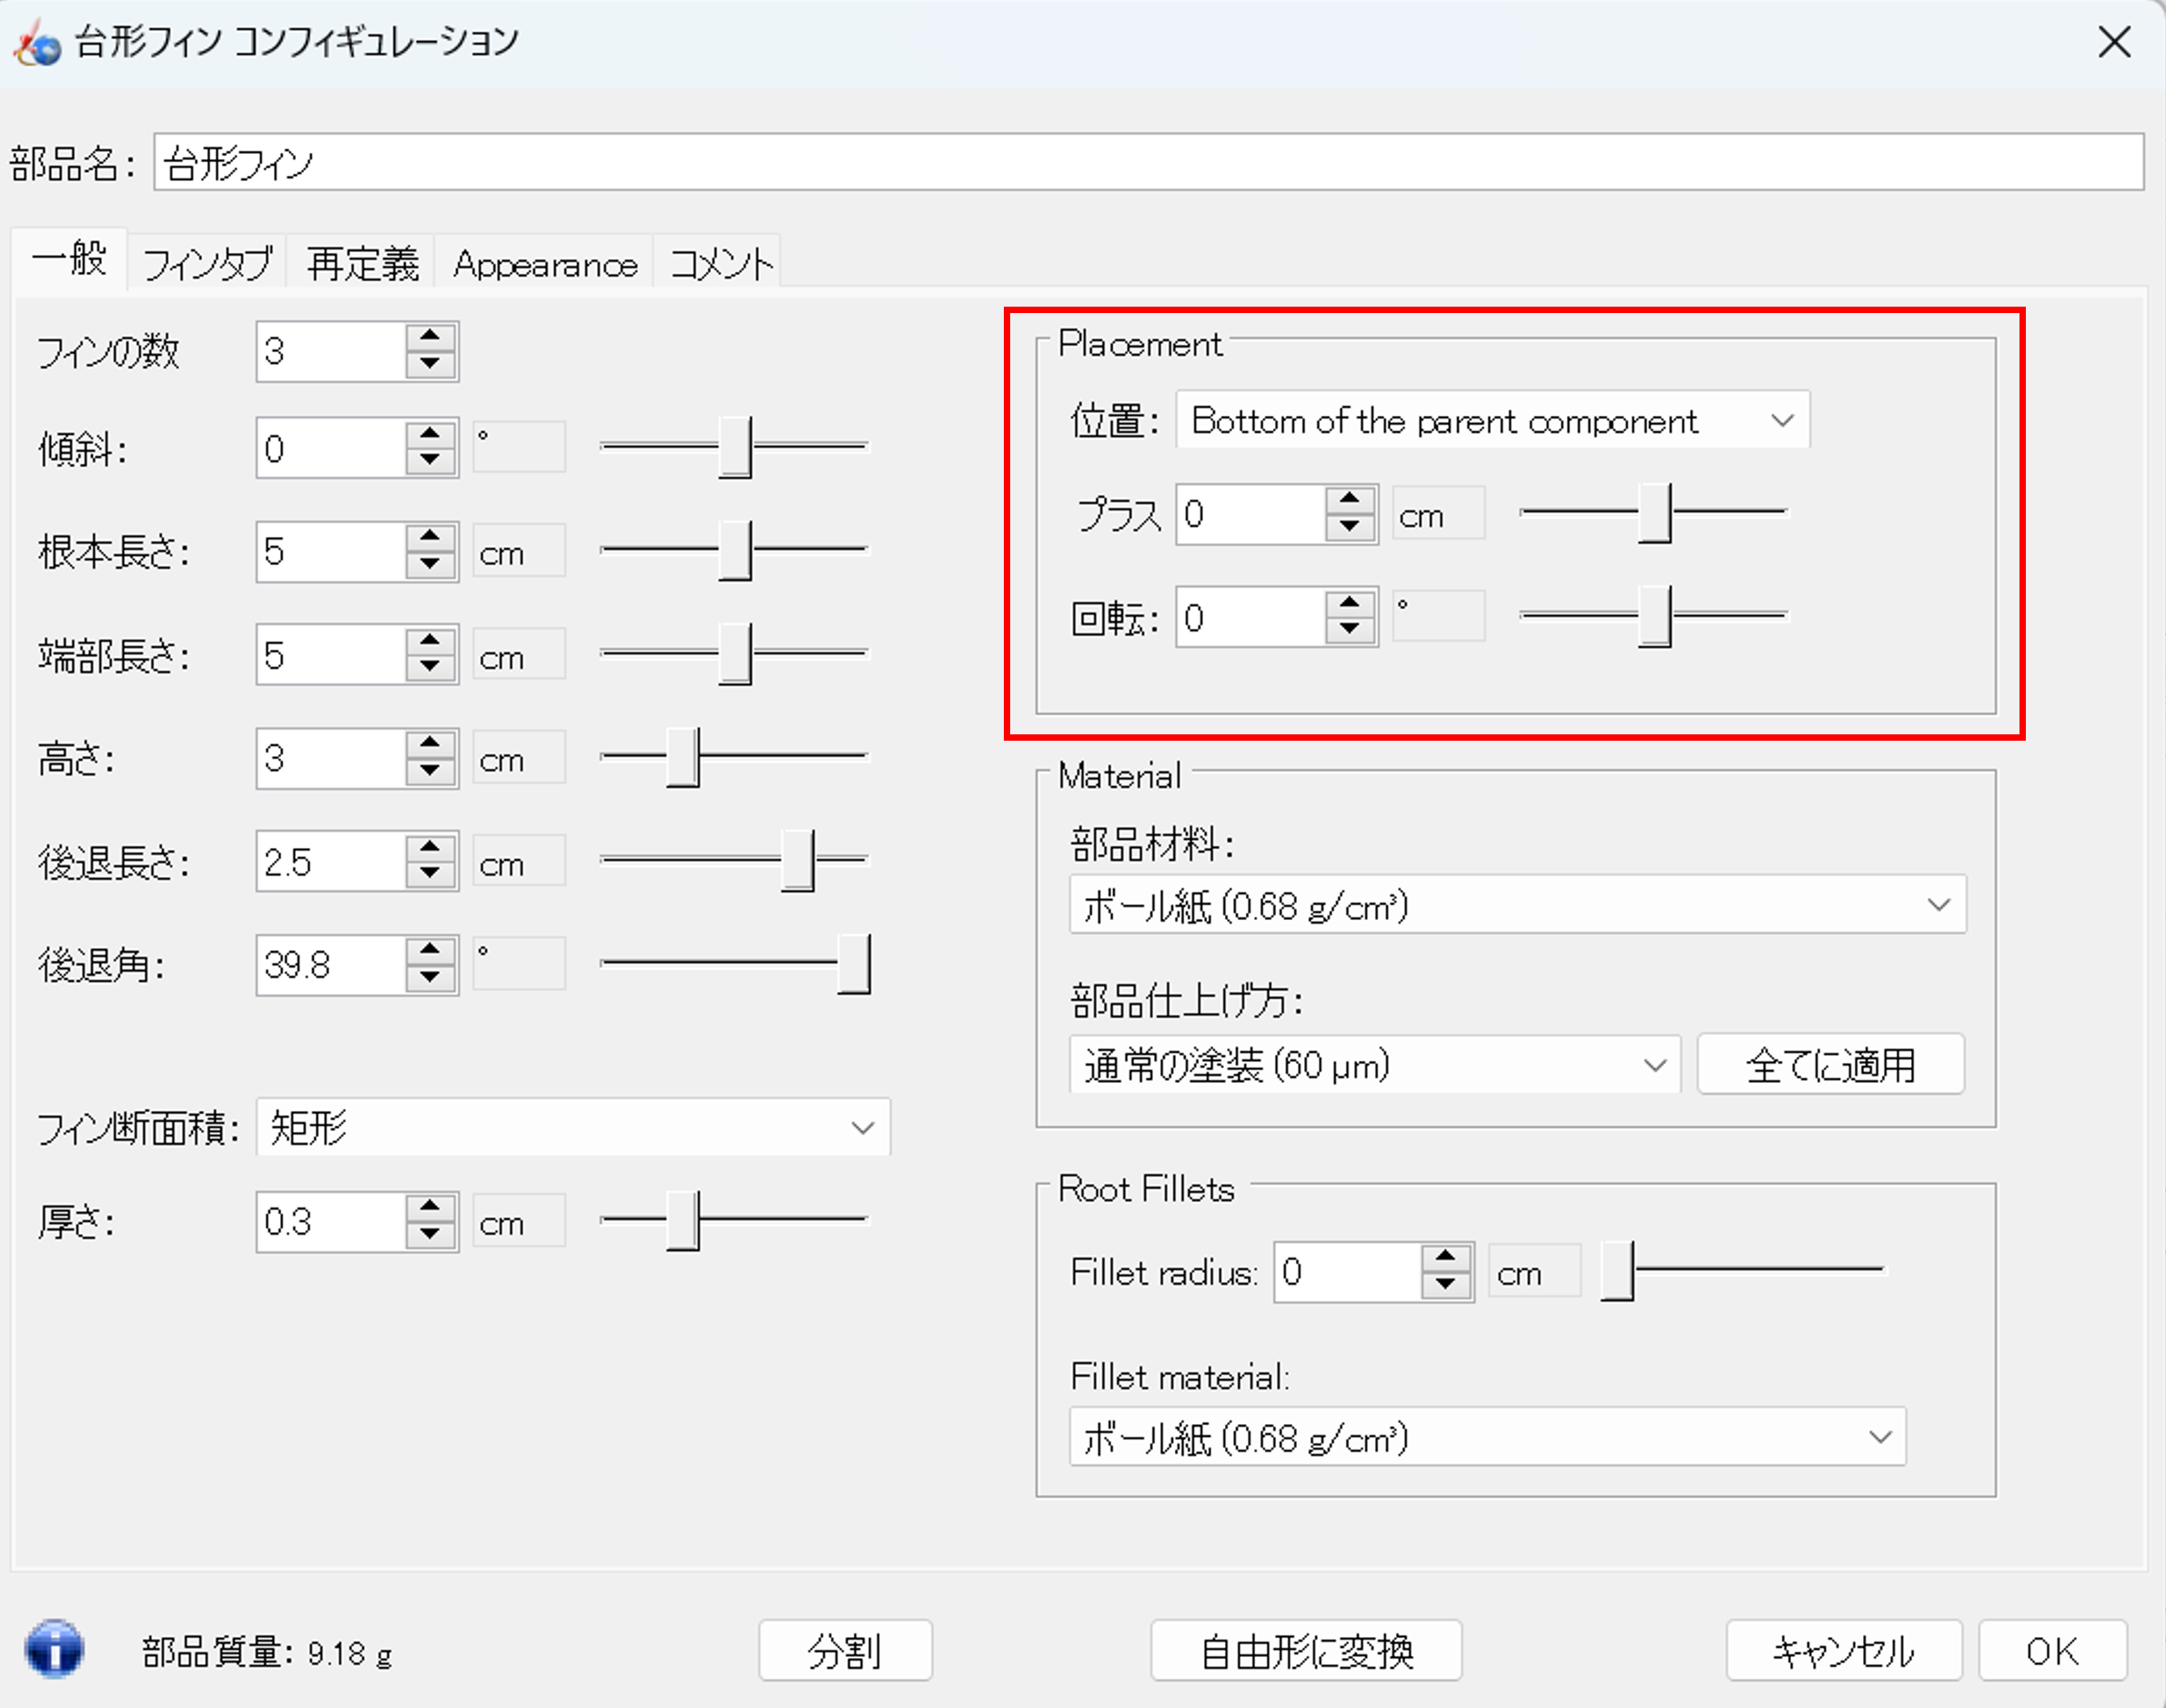 台形フィン コンフィギュレーション
部品名: 台形フィン
一般 フィンタブ 再定義 Appearance コメント
フィンの数 3
傾斜: 0 °
根本長さ: 5 cm
端部長さ: 5 cm
高さ: 3 cm
後退長さ: 2.5 cm
後退角: 39.8 °
フィン断面積: 矩形
厚さ: 0.3 cm
Placement
位置: Bottom of the parent component
プラス 0 cm
回転: 0 °
Material
部品材料:
ボール紙 (0.68 g/cm³)
部品仕上げ方:
通常の塗装 (60 μm) 全てに適用
Root Fillets
Fillet radius: 0 cm
Fillet material:
ボール紙 (0.68 g/cm³)
部品質量: 9.18 g 分割 自由形に変換 キャンセル OK